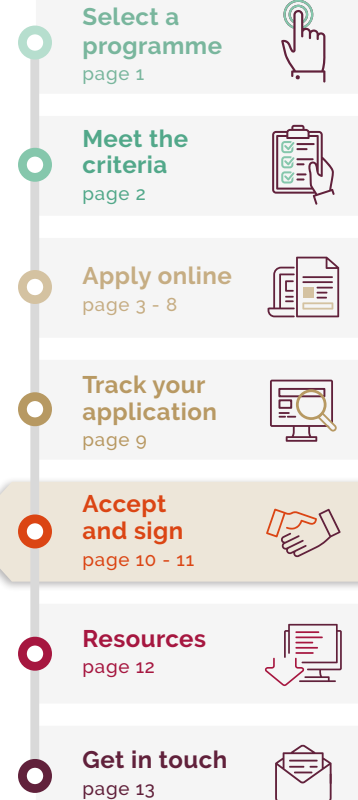 Select a
programme
page 1
Meet the
criteria
page 2
Apply online
page 3 - 8
Track your
application
page 9
Accept
and sign
page 10 - 11
Resources
page 12
Get in touch
page 13